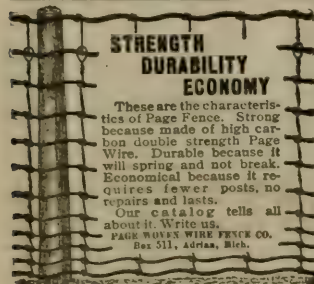 STRENGTH
DURABILITY
ECONOMY
These are the characteris-
tics of Page Fence. Strong
because made of high car-
bon double strength Page
Wire. Durable because it
will spring and not break.
Economical because it re-
quires fewer posts, no
repairs and lasts.
Our catalog tells all
about it. Write us.
PAGE WOVEN WIRE FENCE CO.
Box 511, Adrian, Mich.